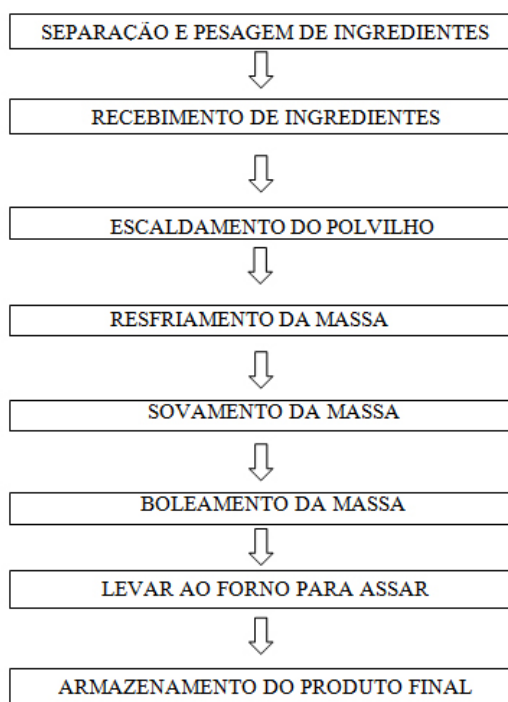 SEPARAÇÃO E PESAGEM DE INGREDIENTES
RECEBIMENTO DE INGREDIENTES
ESCALDAMENTO DO POLVILHO
RESFRIAMENTO DA MASSA
SOVAMENTO DA MASSA
BOLEAMENTO DA MASSA
LEVAR AO FORNO PARA ASSAR
ARMAZENAMENTO DO PRODUTO FINAL